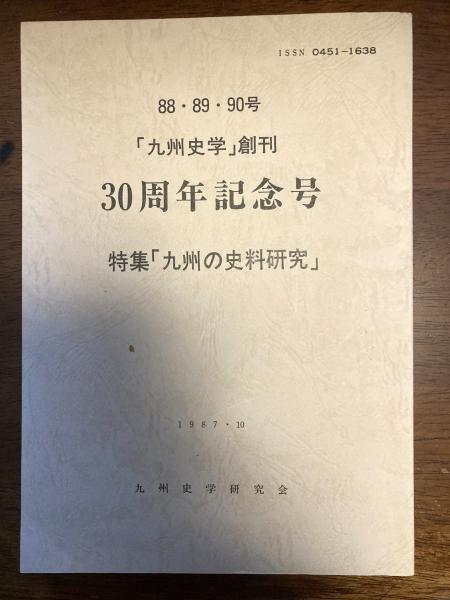 ISSN 0451-1638
88・89・90号
「九州史学」創刊
30周年記念号
特集「九州の史料研究」
1987・10
九州史学研究会